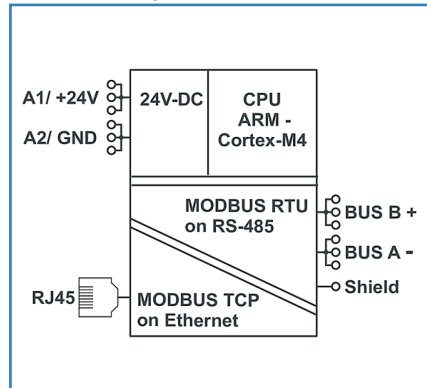 A1/ +24V
24V-DC
CPU
ARM -
Cortex-M4
A2/ GND
MODBUS RTU
on RS-485
BUS B +
BUS A -
Shield
RJ45
MODBUS TCP
on Ethernet